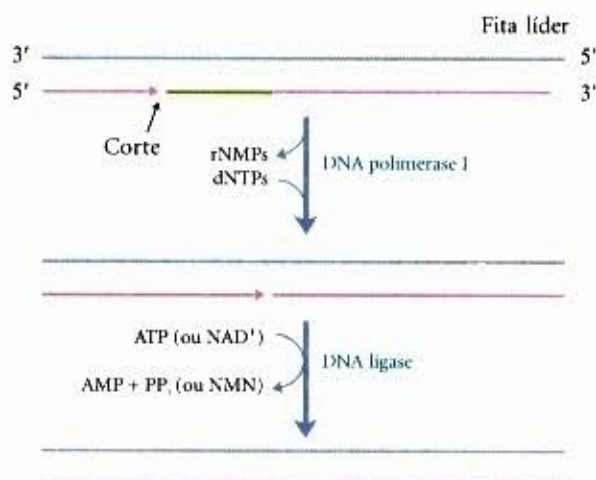 Fita líder
3' 5'
5' 3'
Corte
rNMPs
dNTPs
DNA polimerase I
ATP (ou NAD⁺)
AMP + PPᵢ (ou NMN)
DNA ligase